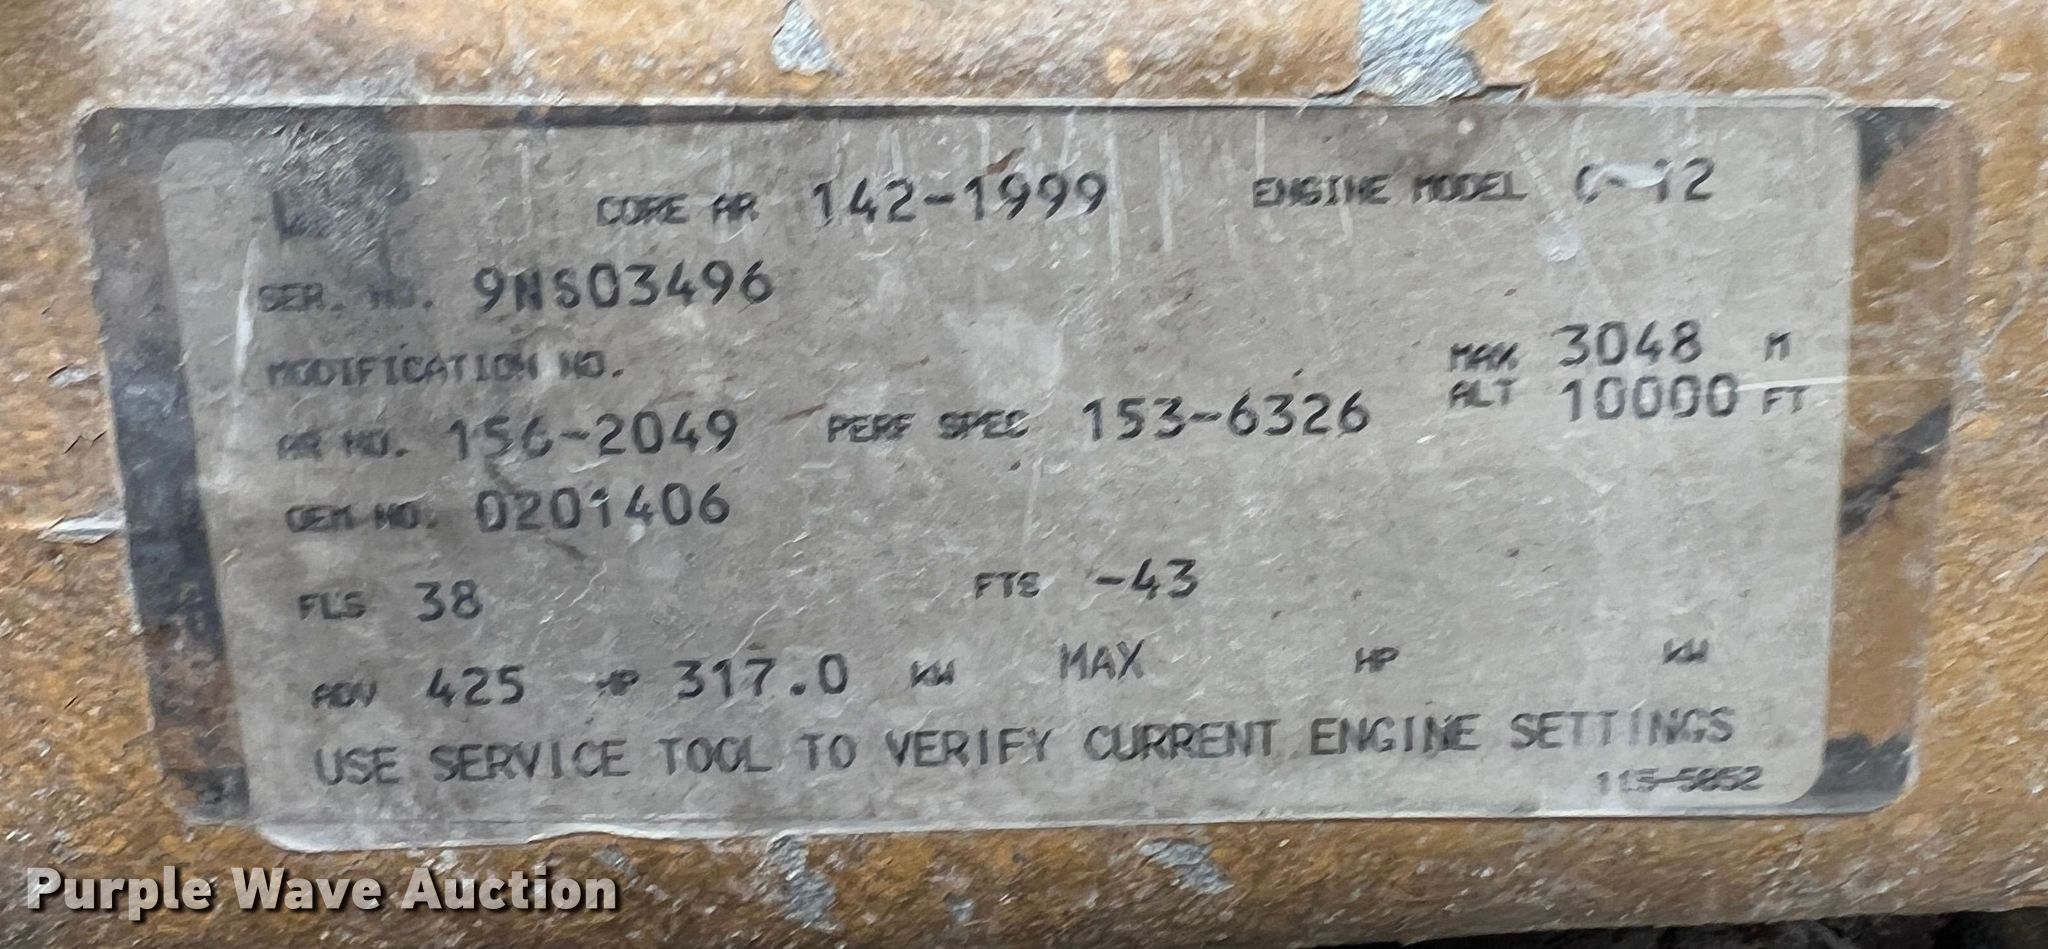 CORE AR 142-1999 ENGINE MODEL C-12
SER. NO. 9NS03496
MODIFICATION NO.
MAX 3048 M
AR NO. 156-2049 PERF SPEC 153-6326 ALT 10000 FT
OEM NO. 0201406
FLS 38 FTS -43
ADV 425 HP 317.0 KW MAX HP KW
USE SERVICE TOOL TO VERIFY CURRENT ENGINE SETTINGS
115-5852
Purple Wave Auction